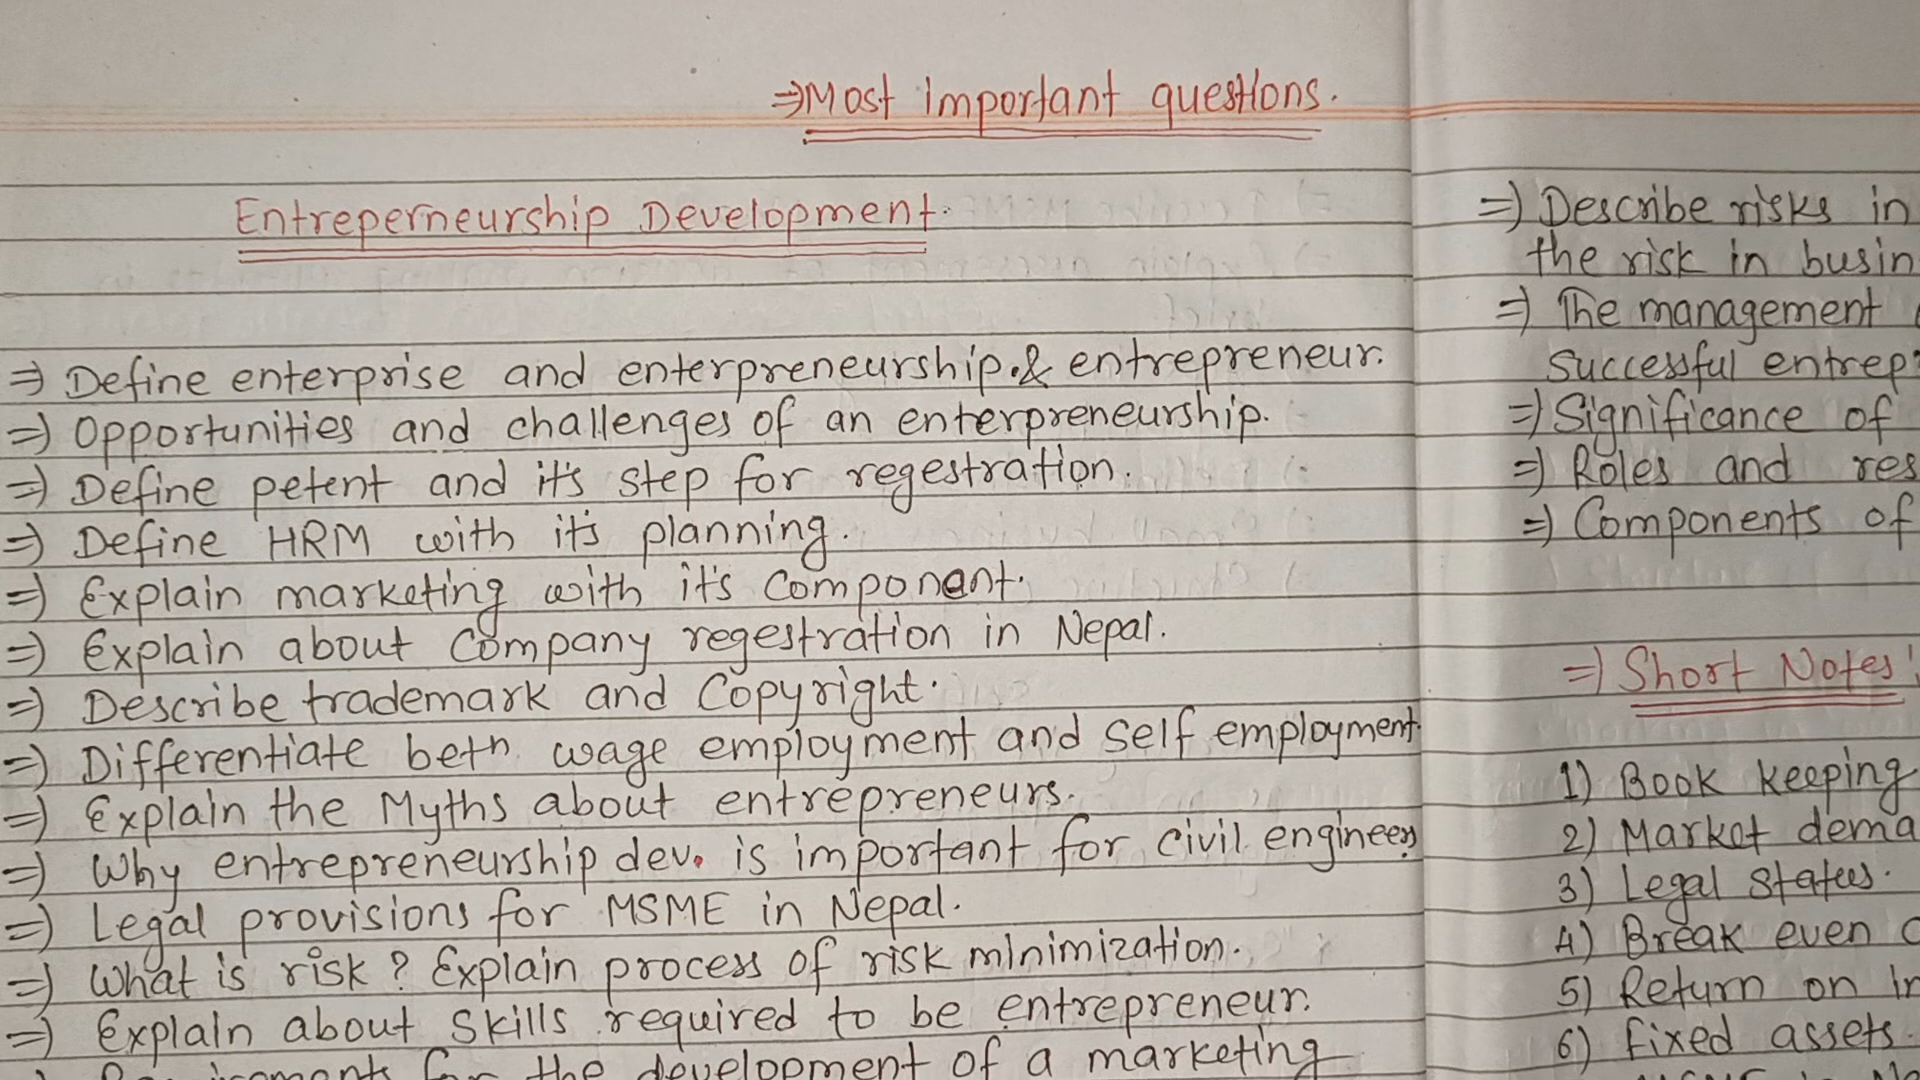 ⇒ Most important questions.
Entreperneurship Development.
⇒ Define enterprise and enterpreneurship. & entrepreneur.
⇒ Opportunities and challenges of an enterpreneurship.
⇒ Define petent and it's step for regestration.
⇒ Define HRM with it's planning.
⇒ Explain marketing with it's component.
⇒ Explain about Company regestration in Nepal.
⇒ Describe trademark and Copyright.
⇒ Differentiate betn wage employment and self employment.
⇒ Explain the Myths about entrepreneurs.
⇒ Why entrepreneurship dev. is important for civil engineers
⇒ Legal provisions for MSME in Nepal.
⇒ What is risk? Explain process of risk minimization.
⇒ Explain about skills required to be entrepreneur.
for the development of a marketing
⇒ Describe risks in
the risk in busin
⇒ The management
Successful entrep
⇒ Significance of
⇒ Roles and res
⇒ Components of
⇒ Short Notes:
1) Book keeping
2) Market dema
3) Legal states.
4) Break even
5) Return on in
6) Fixed assets.